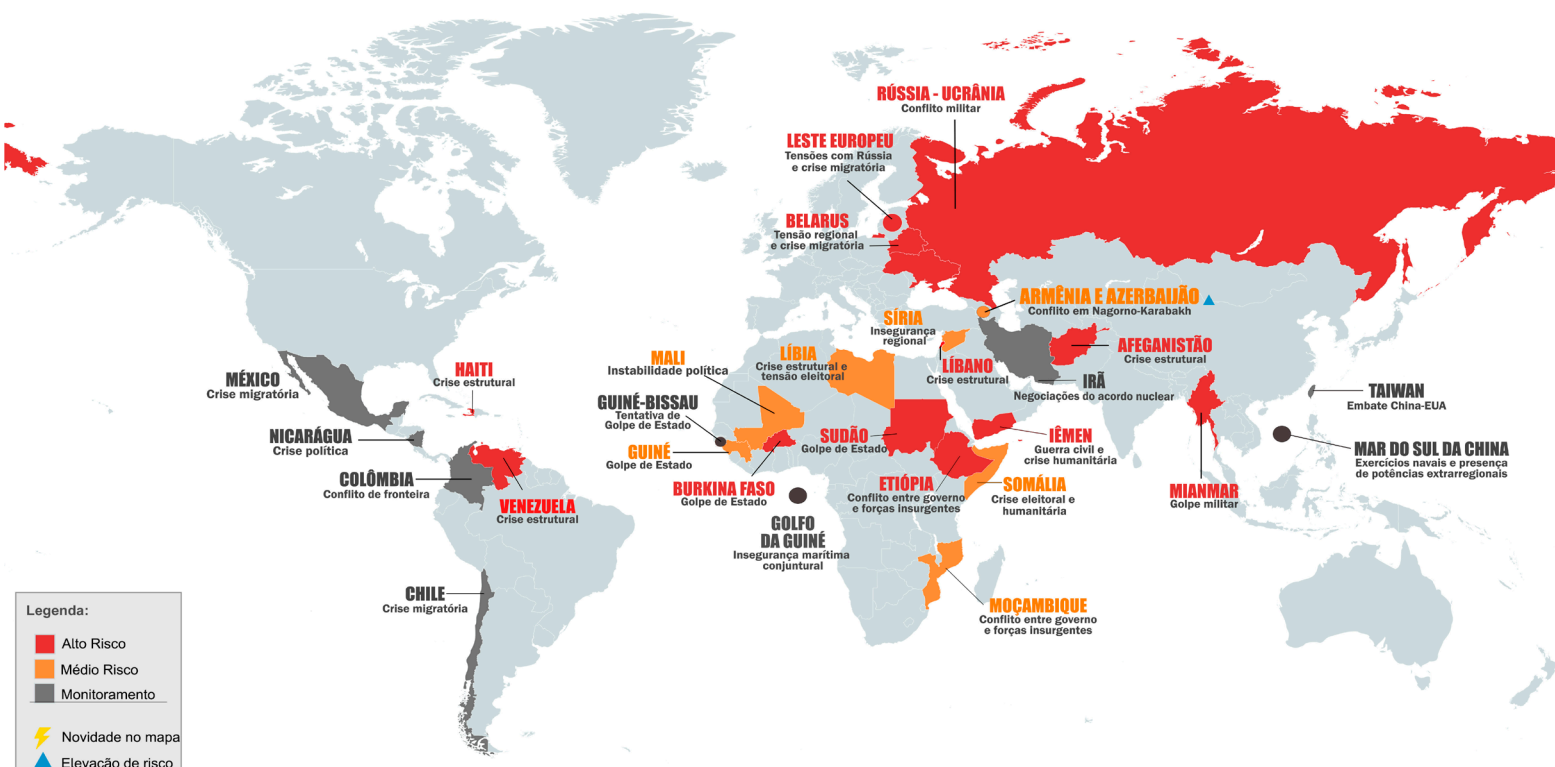 RÚSSIA - UCRÂNIA
Conflito militar
LESTE EUROPEU
Tensões com Rússia
e crise migratória
BELARUS
Tensão regional
e crise migratória
ARMÊNIA E AZERBAIJÃO
Conflito em Nagorno-Karabakh
SÍRIA
Insegurança
regional
AFEGANISTÃO
Crise estrutural
LÍBANO
Crise estrutural
IRÃ
Negociações do acordo nuclear
MALI
Instabilidade política
LÍBIA
Crise estrutural e
tensão eleitoral
HAITI
Crise estrutural
MÉXICO
Crise migratória
TAIWAN
Embate China-EUA
GUINÉ-BISSAU
Tentativa de
Golpe de Estado
NICARÁGUA
Crise política
SUDÃO
Golpe de Estado
IÊMEN
Guerra civil e
crise humanitária
MAR DO SUL DA CHINA
Exercícios navais e presença
de potências extrarregionais
GUINÉ
Golpe de Estado
COLÔMBIA
Conflito de fronteira
BURKINA FASO
Golpe de Estado
ETIÓPIA
Conflito entre governo
e forças insurgentes
SOMÁLIA
Crise eleitoral e
humanitária
MIANMAR
Golpe militar
VENEZUELA
Crise estrutural
GOLFO
DA GUINÉ
Insegurança marítima
conjuntural
CHILE
Crise migratória
MOÇAMBIQUE
Conflito entre governo
e forças insurgentes
Legenda:
Alto Risco
Médio Risco
Monitoramento
Novidade no mapa
Elevação de risco